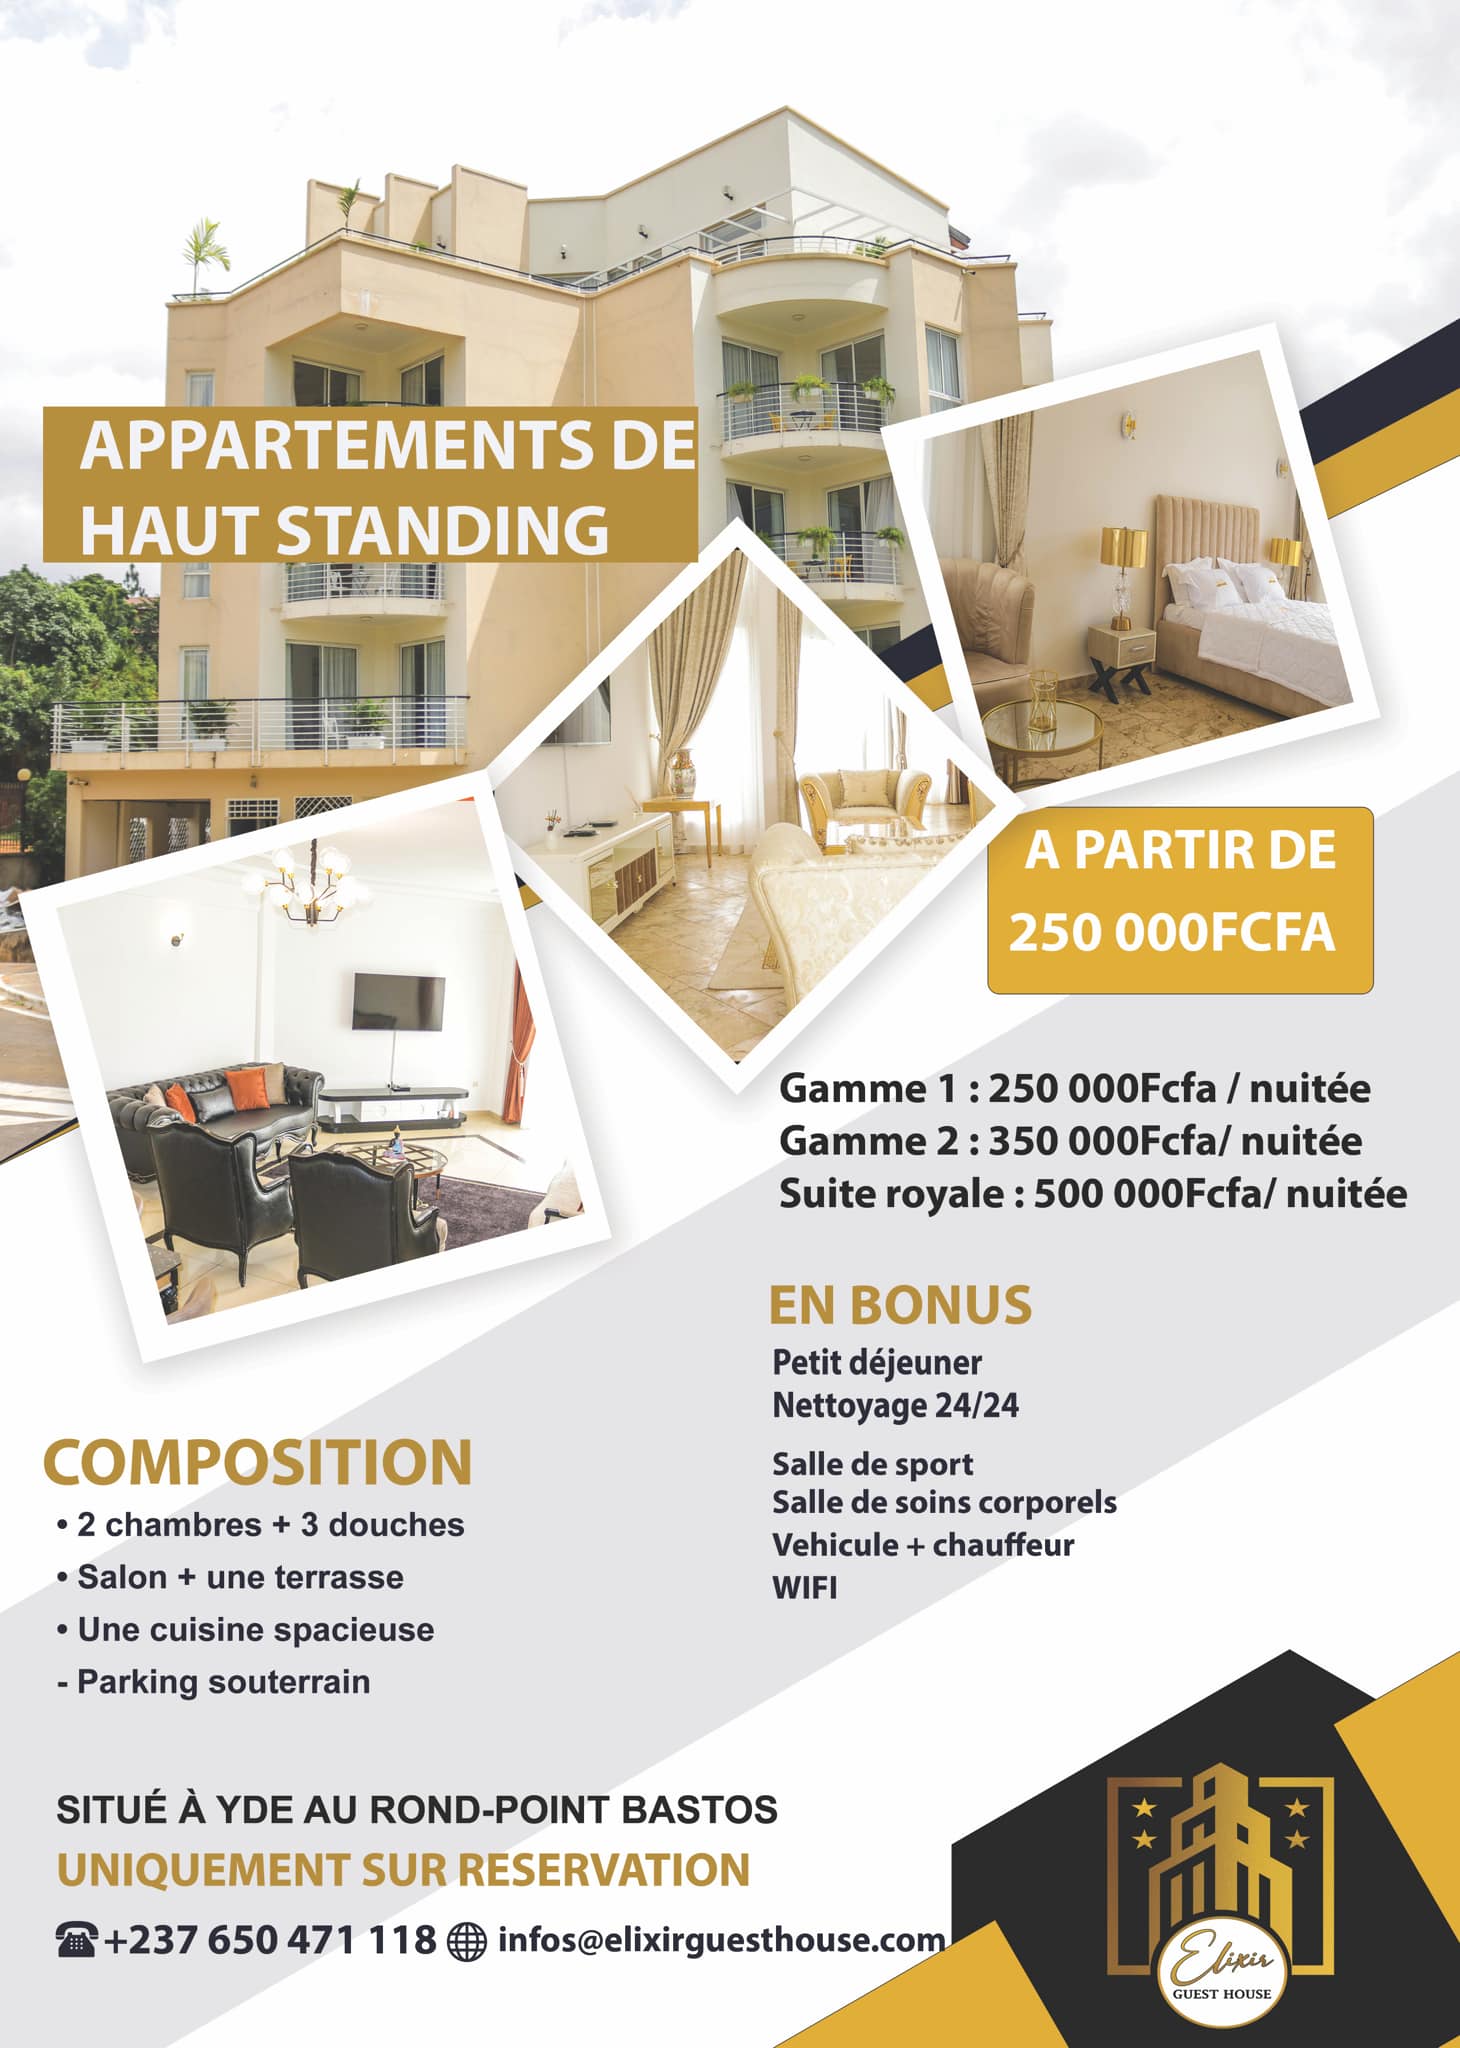 APPARTEMENTS DE
HAUT STANDING
A PARTIR DE
250 000FCFA
Gamme 1 : 250 000Fcfa / nuitée
Gamme 2 : 350 000Fcfa/ nuitée
Suite royale : 500 000Fcfa/ nuitée
EN BONUS
Petit déjeuner
Nettoyage 24/24
Salle de sport
Salle de soins corporels
Vehicule + chauffeur
WIFI
COMPOSITION
• 2 chambres + 3 douches
• Salon + une terrasse
• Une cuisine spacieuse
- Parking souterrain
SITUÉ À YDE AU ROND-POINT BASTOS
UNIQUEMENT SUR RESERVATION
+237 650 471 118 infos@elixirguesthouse.com
Elixir
GUEST HOUSE